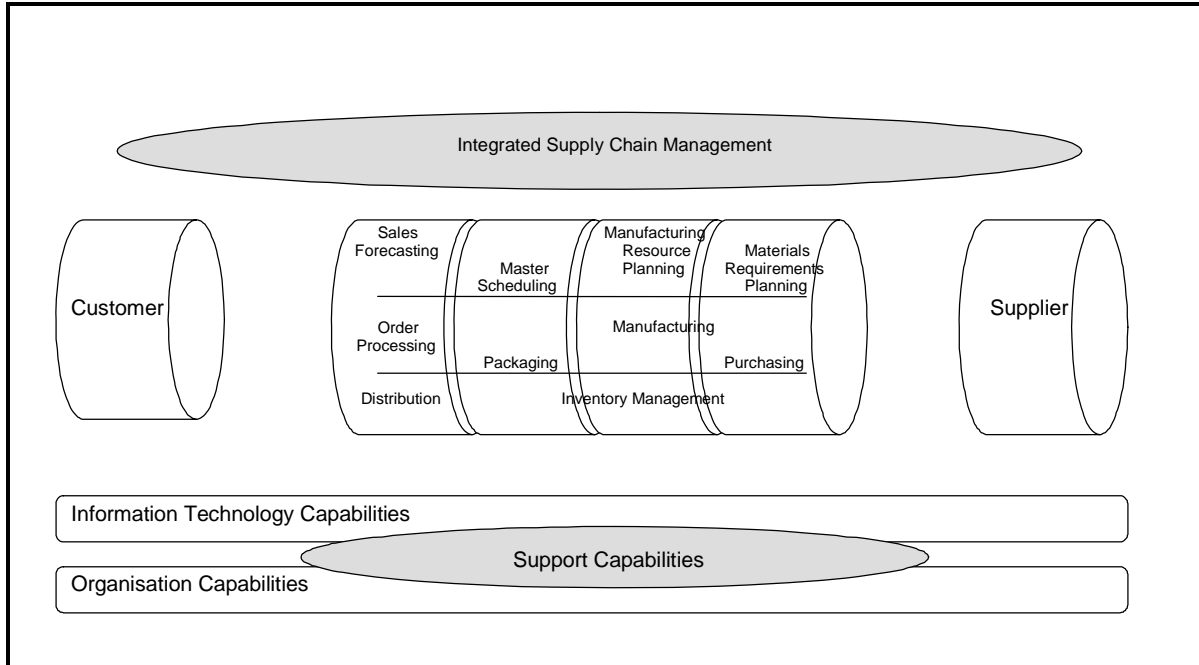 Integrated Supply Chain Management
Customer
Sales
Forecasting
Master
Scheduling
Manufacturing
Resource
Planning
Materials
Requirements
Planning
Order
Processing
Packaging
Manufacturing
Purchasing
Distribution
Inventory Management
Supplier
Information Technology Capabilities
Support Capabilities
Organisation Capabilities